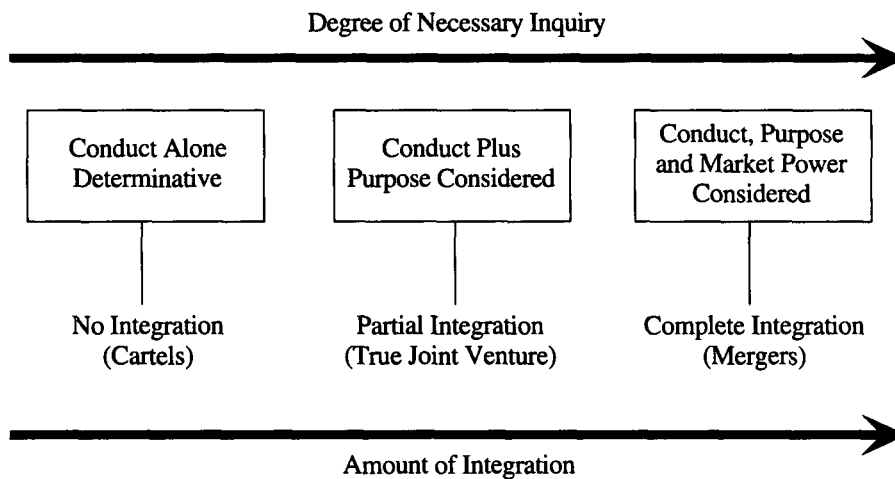 Degree of Necessary Inquiry
Conduct Alone
Determinative
Conduct Plus
Purpose Considered
Conduct, Purpose
and Market Power
Considered
No Integration
(Cartels)
Partial Integration
(True Joint Venture)
Complete Integration
(Mergers)
Amount of Integration